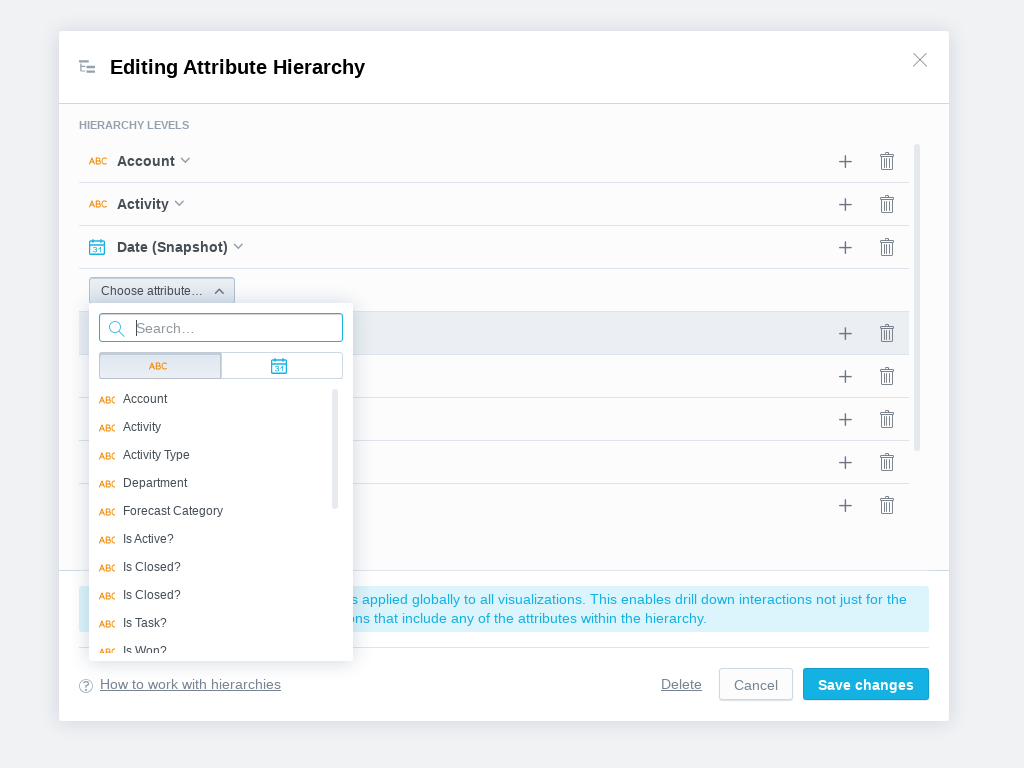 Editing Attribute Hierarchy
HIERARCHY LEVELS
ABC Account
ABC Activity
31 Date (Snapshot)
Choose attribute…
Search…
ABC 31
ABC Account
ABC Activity
ABC Activity Type
ABC Department
ABC Forecast Category
ABC Is Active?
ABC Is Closed?
ABC Is Closed?
ABC Is Task?
ABC Is Won?
s applied globally to all visualizations. This enables drill down interactions not just for the
ons that include any of the attributes within the hierarchy.
? How to work with hierarchies
Delete
Cancel
Save changes